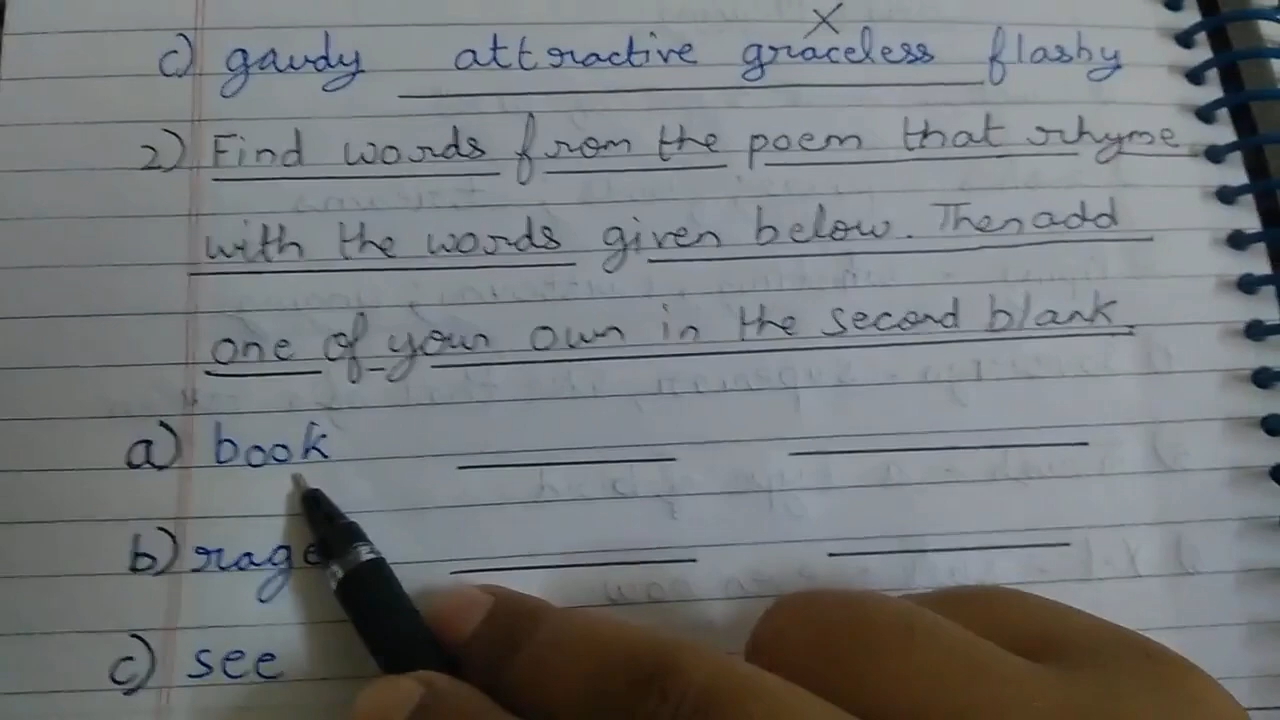 c) gaudy attractive graceless flashy
2) Find words from the poem that rhyme
with the words given below. Then add
one of your own in the second blank
a) book
b) rage
c) see